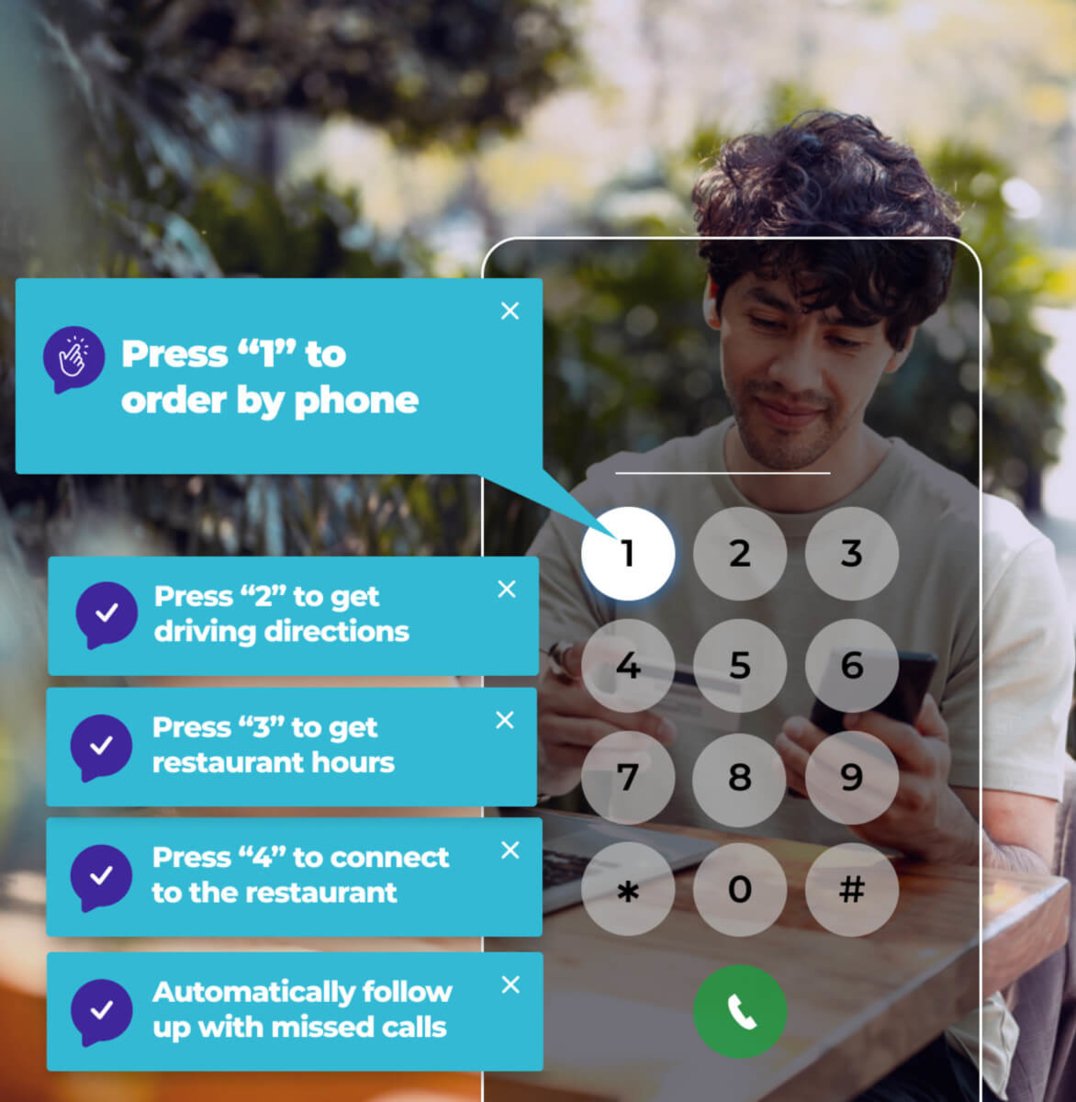 Press “1” to
order by phone
Press “2” to get
driving directions
Press “3” to get
restaurant hours
Press “4” to connect
to the restaurant
Automatically follow
up with missed calls
1 2 3
4 5 6
7 8 9
* 0 #